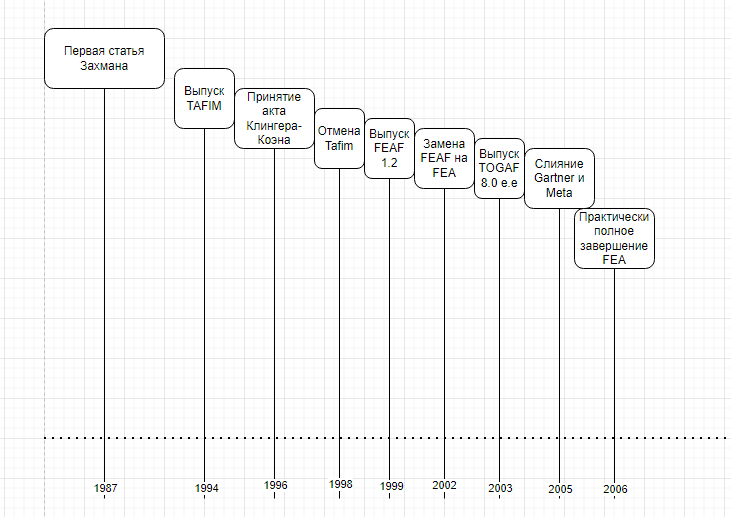 Первая статья
Захмана
Выпуск
TAFIM
Принятие
акта
Клингера-
Коэна
Отмена
Tafim
Выпуск
FEAF
1.2
Замена
FEAF на
FEA
Выпуск
TOGAF
8.0 e.e
Слияние
Gartner и
Meta
Практически
полное
завершение
FEA
1987
1994
1996
1998
1999
2002
2003
2005
2006